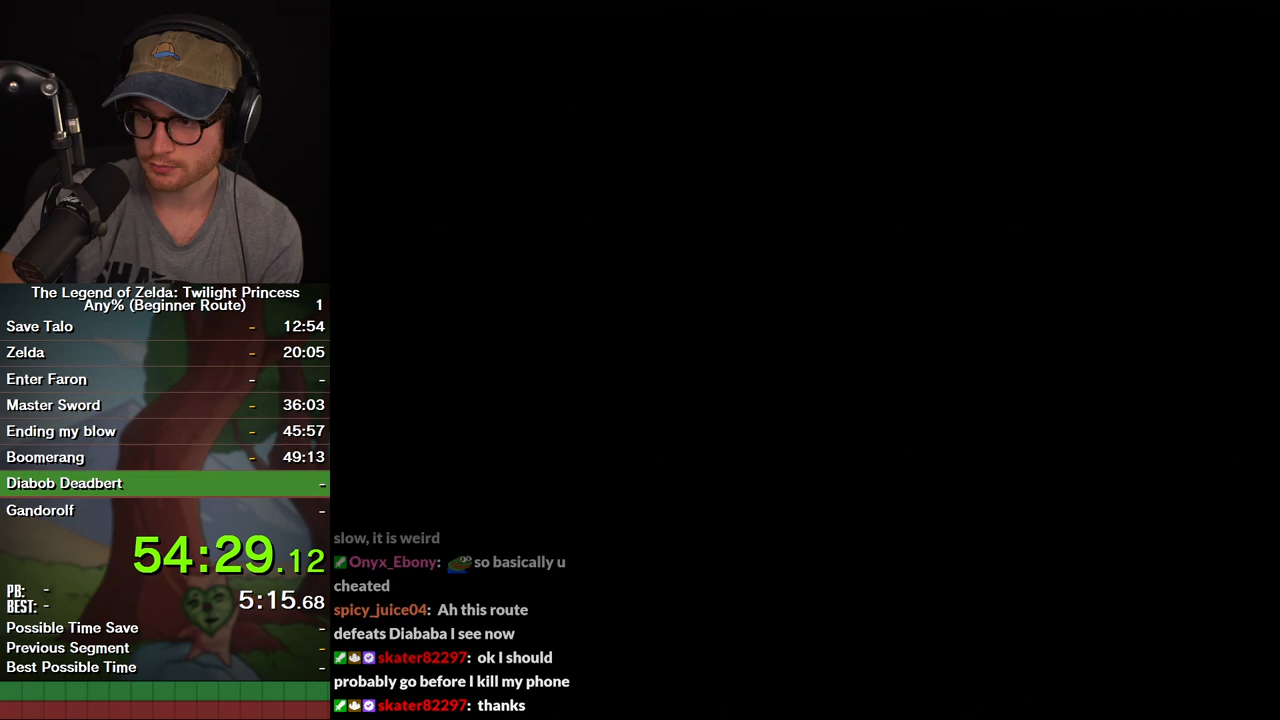 The Legend of Zelda: Twilight Princess
Any% (Beginner Route) 1
Save Talo - 12:54
Zelda - 20:05
Enter Faron - -
Master Sword - 36:03
Ending my blow - 45:57
Boomerang - 49:13
Diabob Deadbert -
Gandorolf -
54:29.12
PB: -
BEST: - 5:15.68
Possible Time Save -
Previous Segment -
Best Possible Time -
slow, it is weird
Onyx_Ebony: so basically u
cheated
spicy_juice04: Ah this route
defeats Diababa I see now
skater82297: ok I should
probably go before I kill my phone
skater82297: thanks